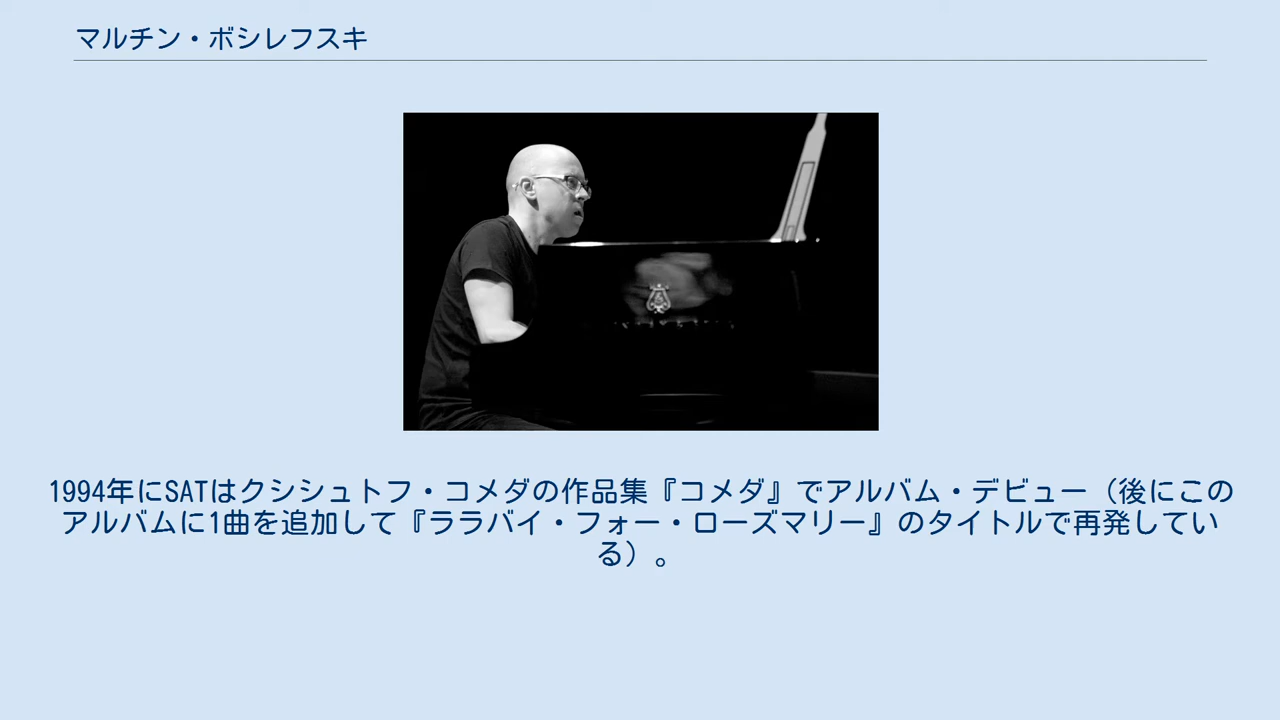 マルチン・ボシレフスキ
1994年にSATはクシシュトフ・コメダの作品集『コメダ』でアルバム・デビュー（後にこの
アルバムに1曲を追加して『ララバイ・フォー・ローズマリー』のタイトルで再発してい
る）。